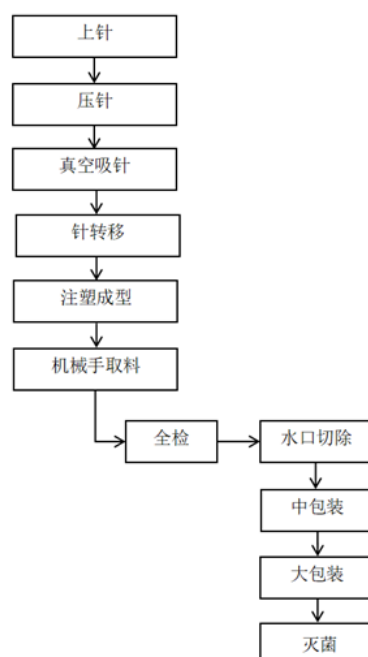 上针
压针
真空吸针
针转移
注塑成型
机械手取料
全检
水口切除
中包装
大包装
灭菌